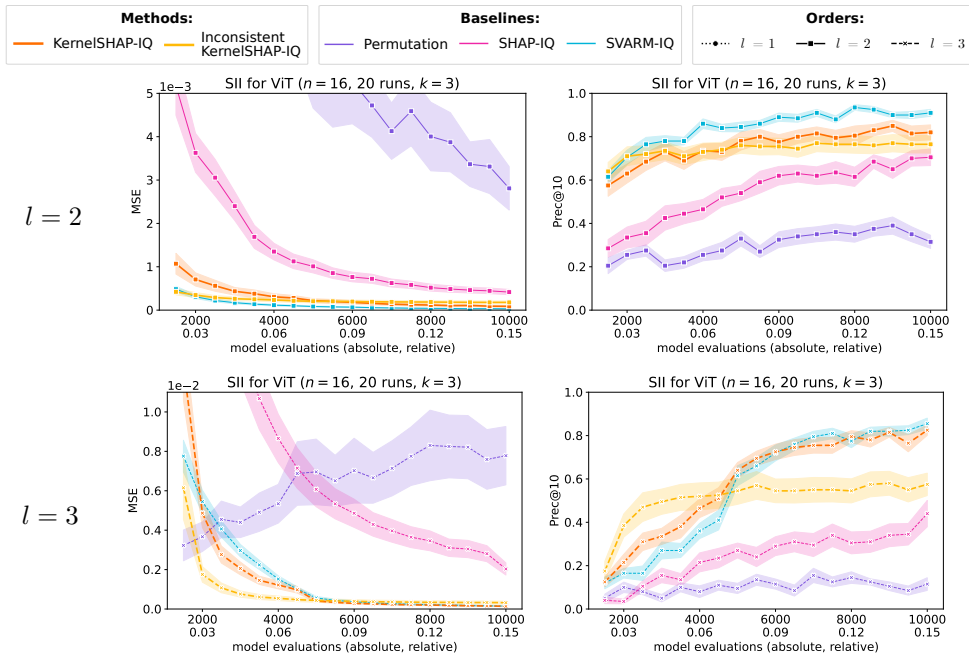 Methods:
KernelSHAP-IQ
Inconsistent
KernelSHAP-IQ
Baselines:
Permutation
SHAP-IQ
SVARM-IQ
Orders:
l = 1
l = 2
l = 3
l = 2
1e−3
SII for ViT (n = 16, 20 runs, k = 3)
MSE
5
4
3
2
1
0
2000
4000
6000
8000
10000
0.03
0.06
0.09
0.12
0.15
model evaluations (absolute, relative)
SII for ViT (n = 16, 20 runs, k = 3)
Prec@10
1.0
0.8
0.6
0.4
0.2
0.0
2000
4000
6000
8000
10000
0.03
0.06
0.09
0.12
0.15
model evaluations (absolute, relative)
l = 3
1e−2
SII for ViT (n = 16, 20 runs, k = 3)
MSE
1.0
0.8
0.6
0.4
0.2
0.0
2000
4000
6000
8000
10000
0.03
0.06
0.09
0.12
0.15
model evaluations (absolute, relative)
SII for ViT (n = 16, 20 runs, k = 3)
Prec@10
1.0
0.8
0.6
0.4
0.2
0.0
2000
4000
6000
8000
10000
0.03
0.06
0.09
0.12
0.15
model evaluations (absolute, relative)